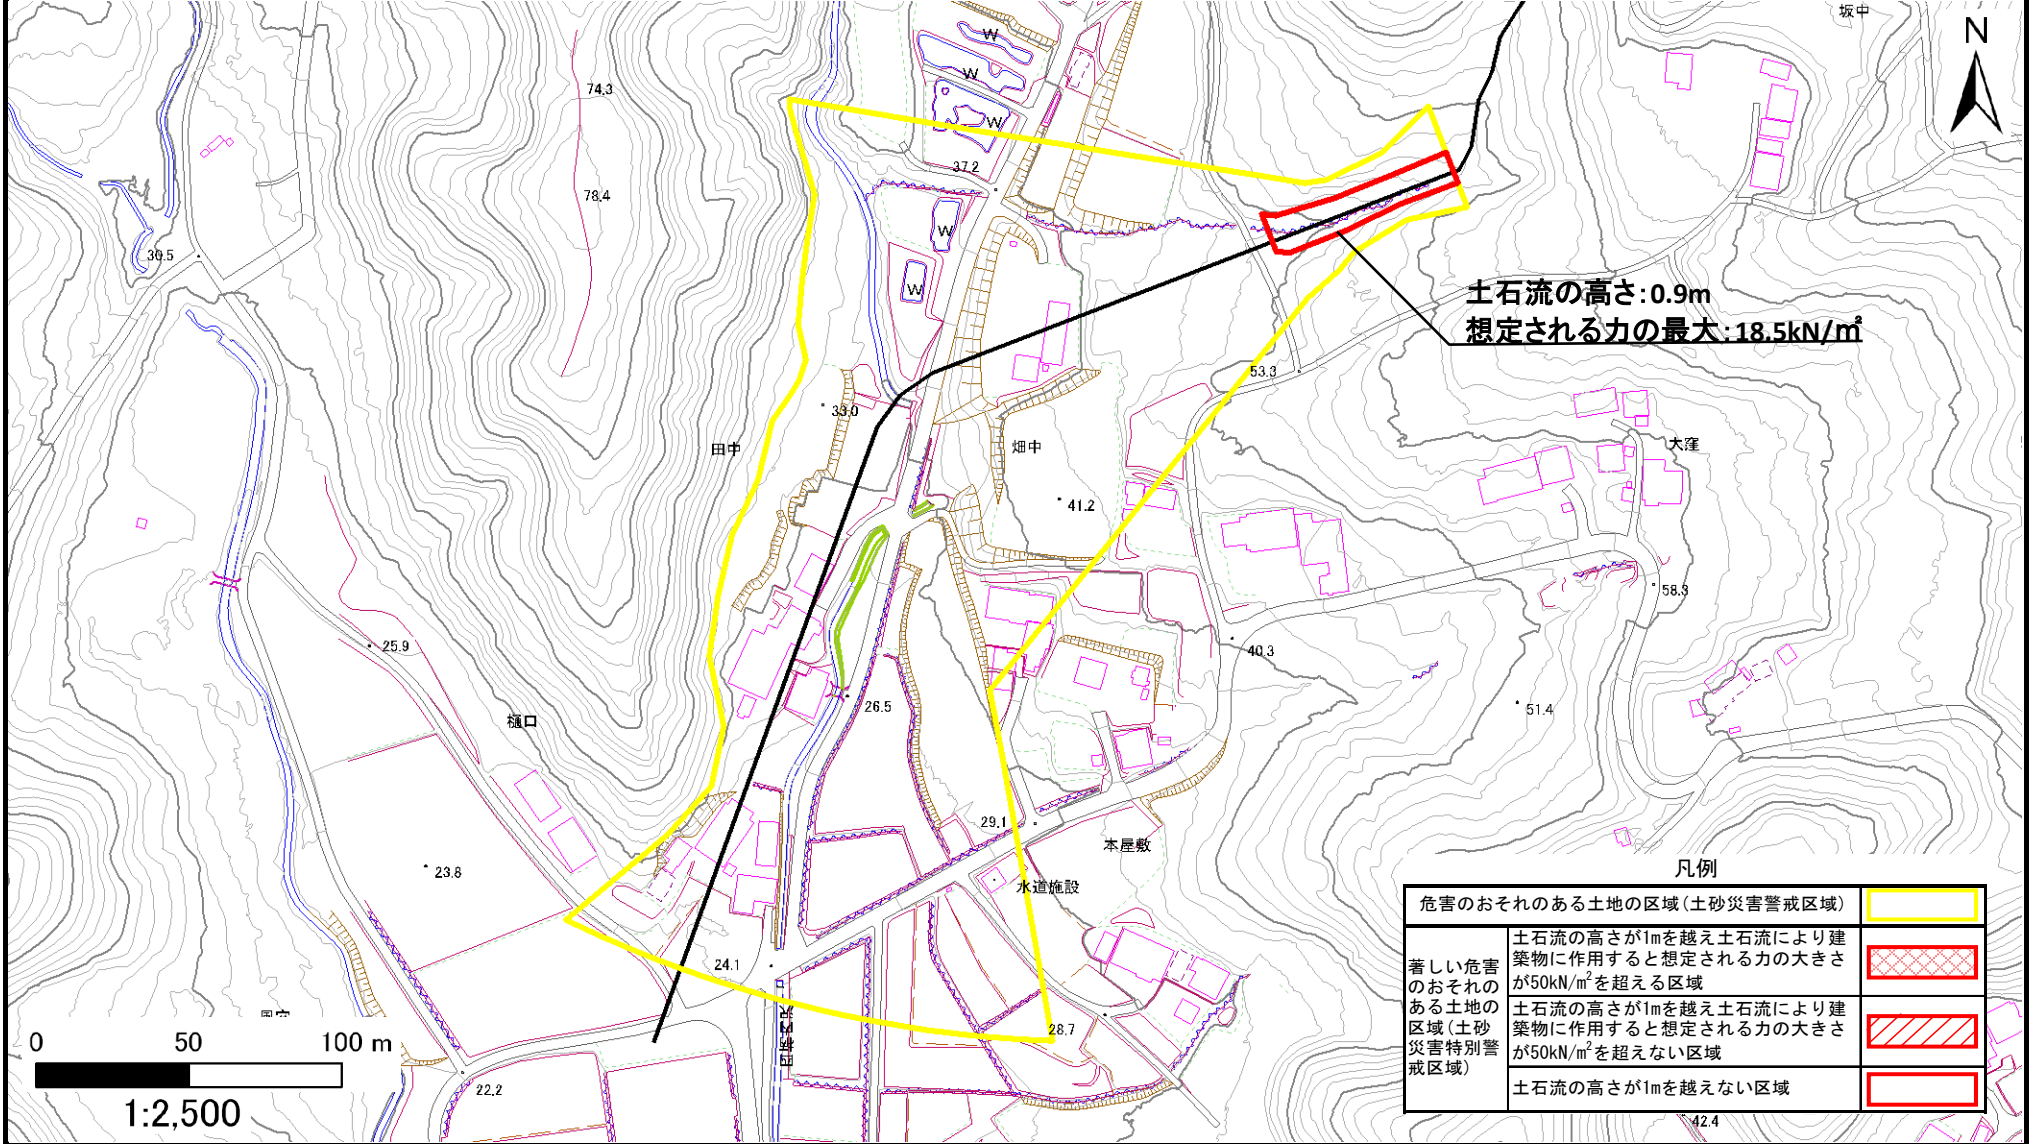 坂中
N
W
W
W
74.3
37.2
78.4
W
30.5
W
土石流の高さ:0.9m
想定される力の最大:18.5kN/㎡
53.3
33.0
田中
畑中
大窪
41.2
58.3
25.9
40.3
26.5
51.4
樋口
29.1
本屋敷
23.8
水道施設
24.1
28.7
22.2
42.4
0 50 100 m
1:2,500
凡例
危害のおそれのある土地の区域(土砂災害警戒区域)
著しい危害
のおそれの
ある土地の
区域(土砂
災害特別警
戒区域)
土石流の高さが1mを越え土石流により建
築物に作用すると想定される力の大きさ
が50kN/m²を超える区域
土石流の高さが1mを越え土石流により建
築物に作用すると想定される力の大きさ
が50kN/m²を超えない区域
土石流の高さが1mを越えない区域